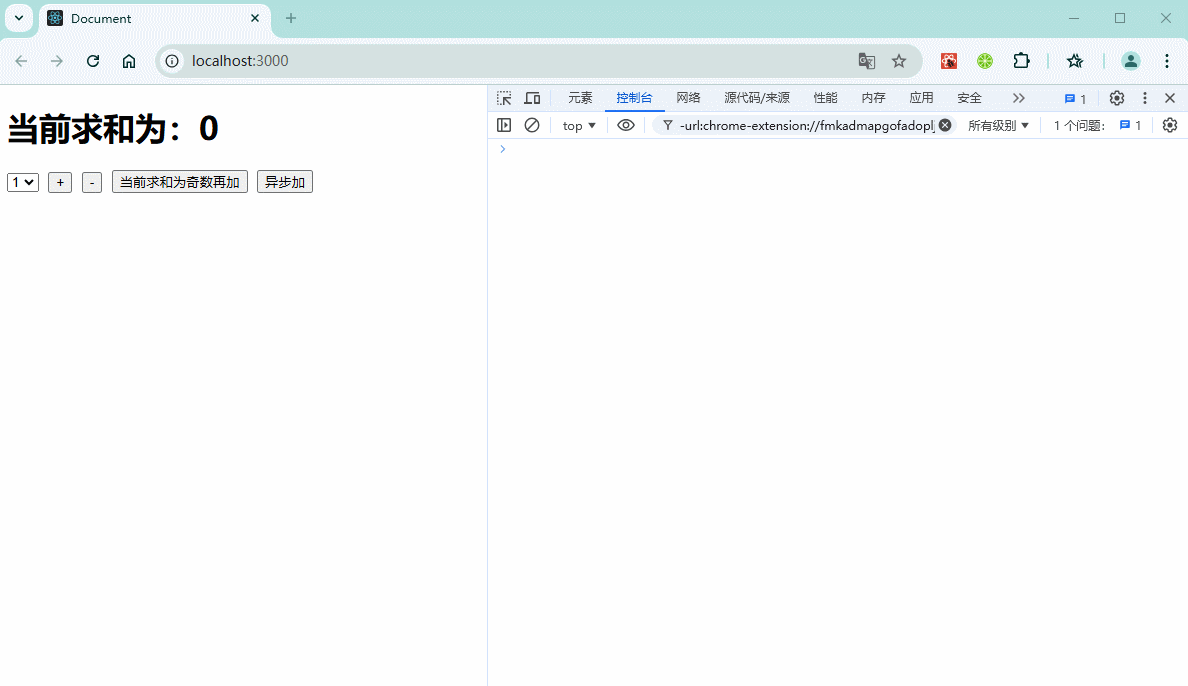 Document
localhost:3000
元素 控制台 网络 源代码/来源 性能 内存 应用 安全 1
top -url:chrome-extension://fmkadmapgofadoplj 所有级别 1 个问题: 1
当前求和为：0
1 + - 当前求和为奇数再加 异步加